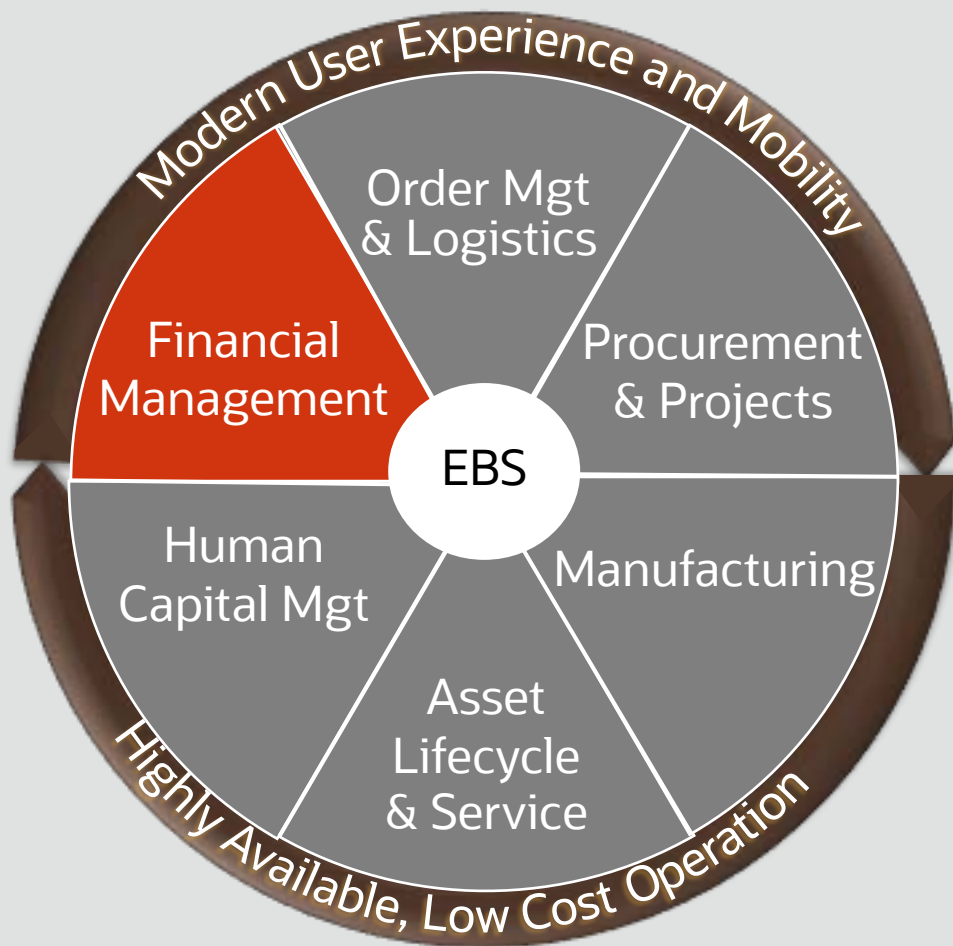 Modern User Experience and Mobility
Order Mgt
& Logistics
Financial
Management
Procurement
& Projects
EBS
Human
Capital Mgt
Manufacturing
Asset
Lifecycle
& Service
Highly Available, Low Cost Operation